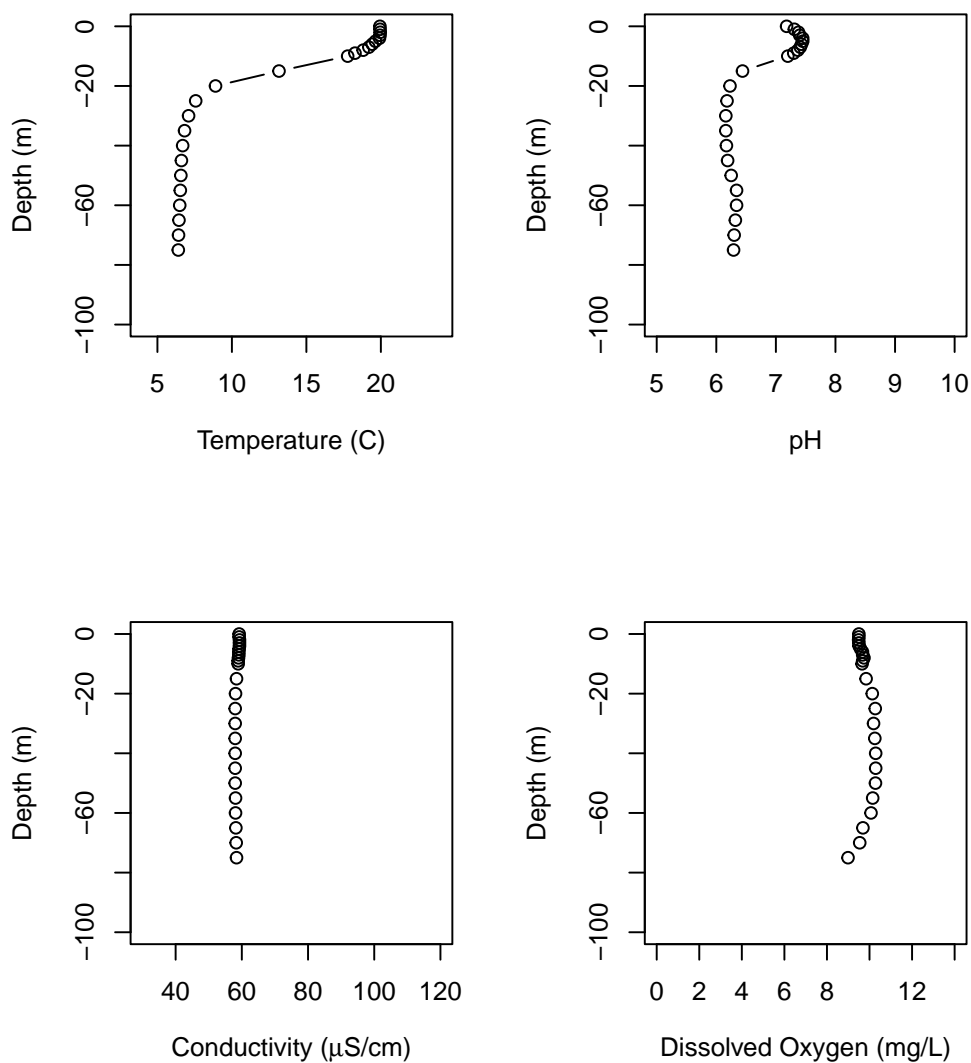 0
−20
−60
−100
Depth (m)
5 10 15 20
Temperature (C)
0
−20
−60
−100
Depth (m)
5 6 7 8 9 10
pH
0
−20
−60
−100
Depth (m)
40 60 80 100 120
Conductivity (μS/cm)
0
−20
−60
−100
Depth (m)
0 2 4 6 8 12
Dissolved Oxygen (mg/L)